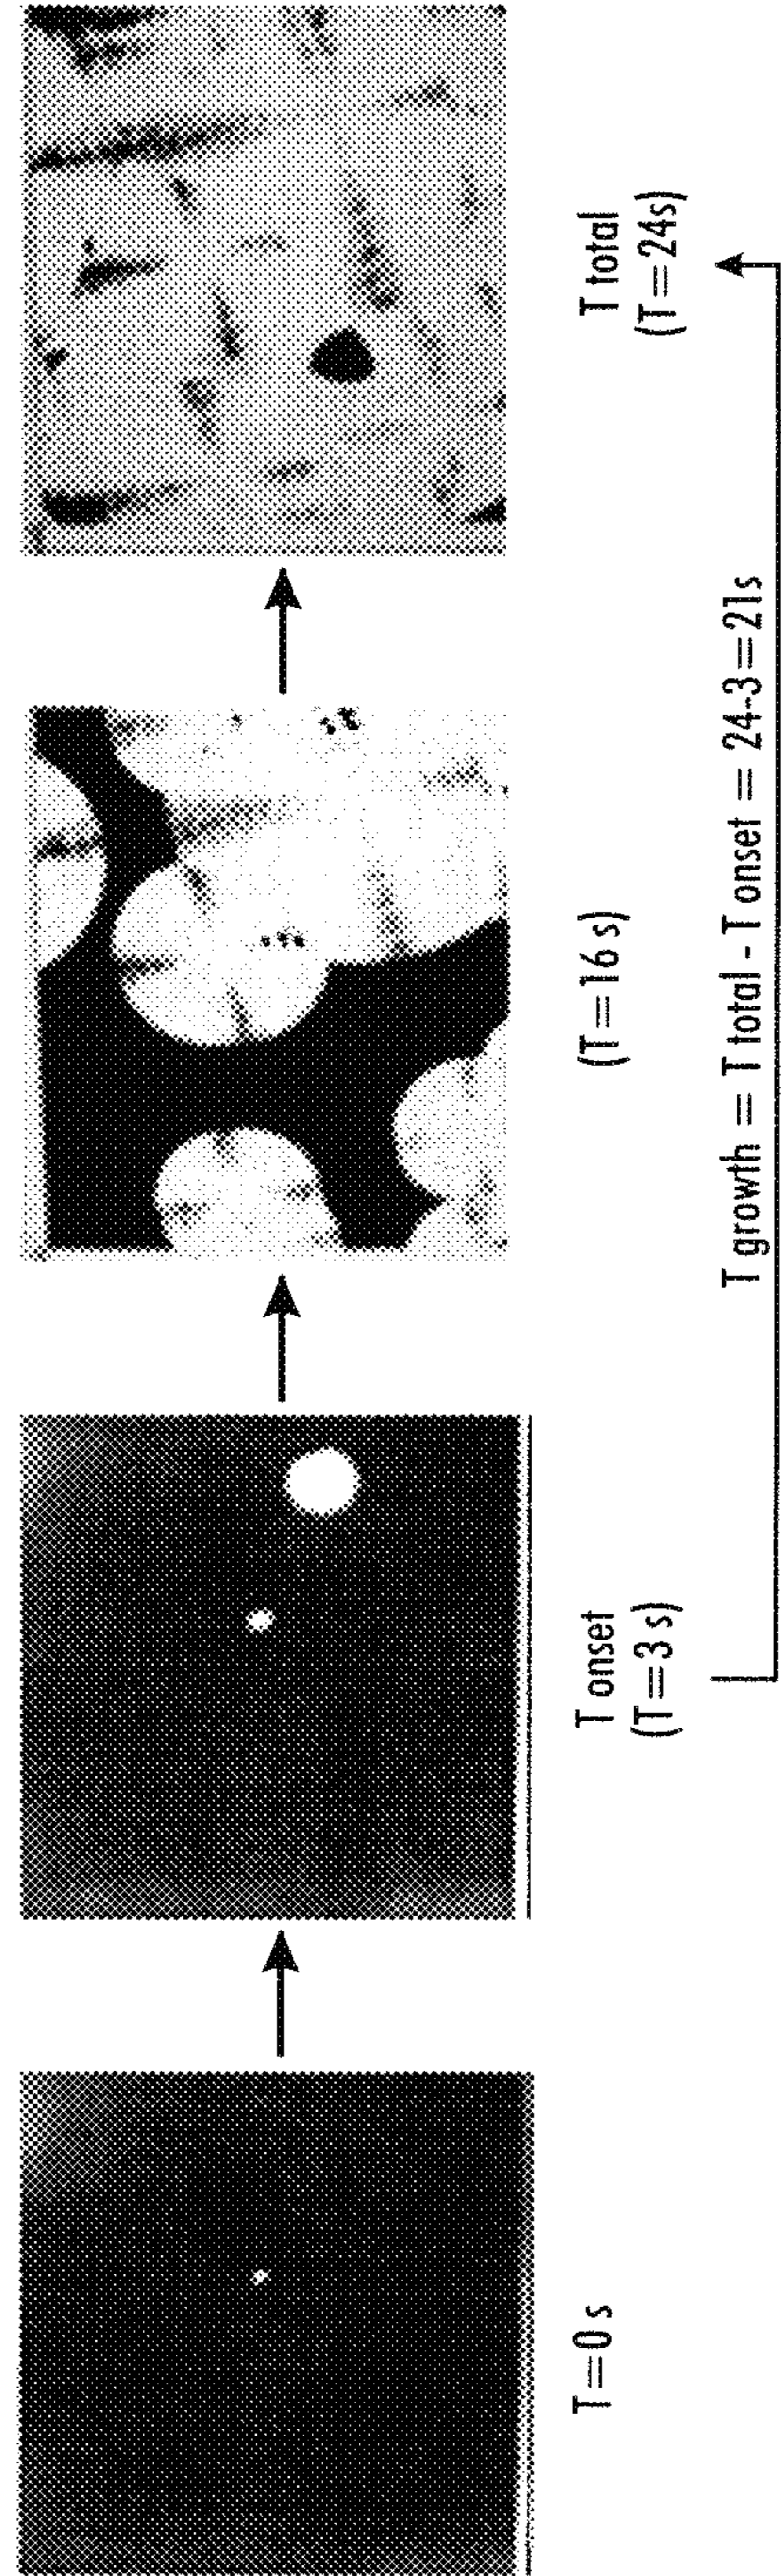 T=0 s
T onset
(T=3 s)
(T=16 s)
T total
(T=24s)
T growth = T total - T onset = 24-3=21s